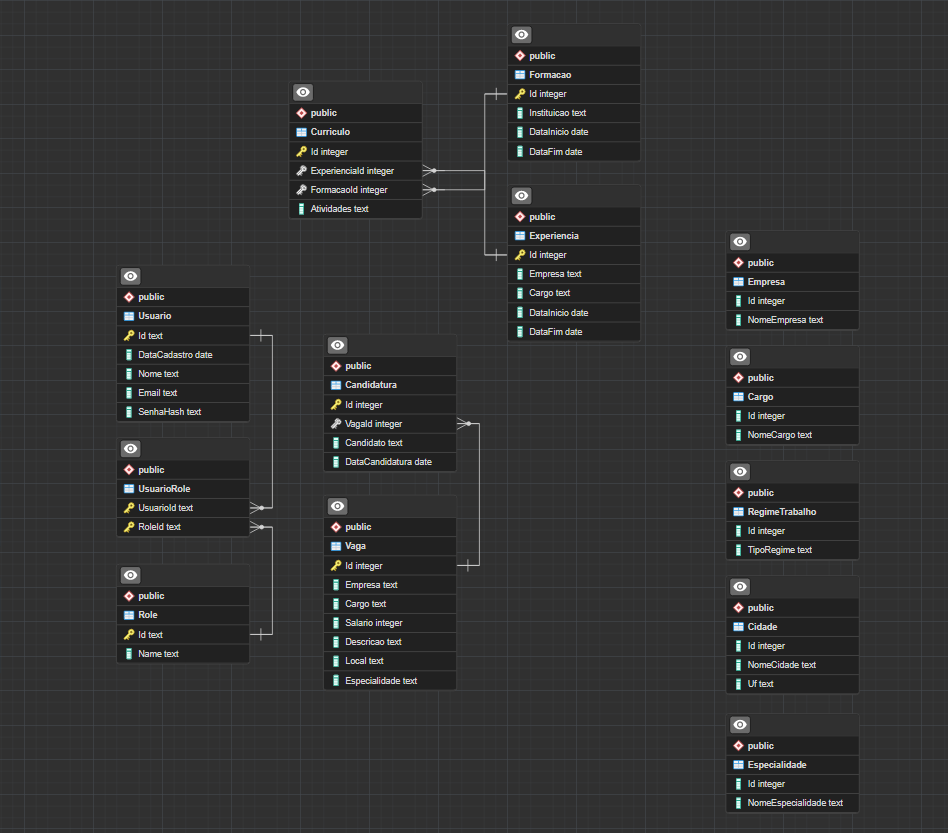 public
Formacao
Id integer
Instituicao text
DataInicio date
DataFim date
public
Curriculo
Id integer
ExperienciaId integer
FormacaoId integer
Atividades text
public
Experiencia
Id integer
Empresa text
Cargo text
DataInicio date
DataFim date
public
Usuario
Id text
DataCadastro date
Nome text
Email text
SenhaHash text
public
UsuarioRole
UsuarioId text
RoleId text
public
Role
Id text
Name text
public
Candidatura
Id integer
VagaId integer
Candidato text
DataCandidatura date
public
Vaga
Id integer
Empresa text
Cargo text
Salario integer
Descricao text
Local text
Especialidade text
public
Empresa
Id integer
NomeEmpresa text
public
Cargo
Id integer
NomeCargo text
public
RegimeTrabalho
Id integer
TipoRegime text
public
Cidade
Id integer
NomeCidade text
Uf text
public
Especialidade
Id integer
NomeEspecialidade text